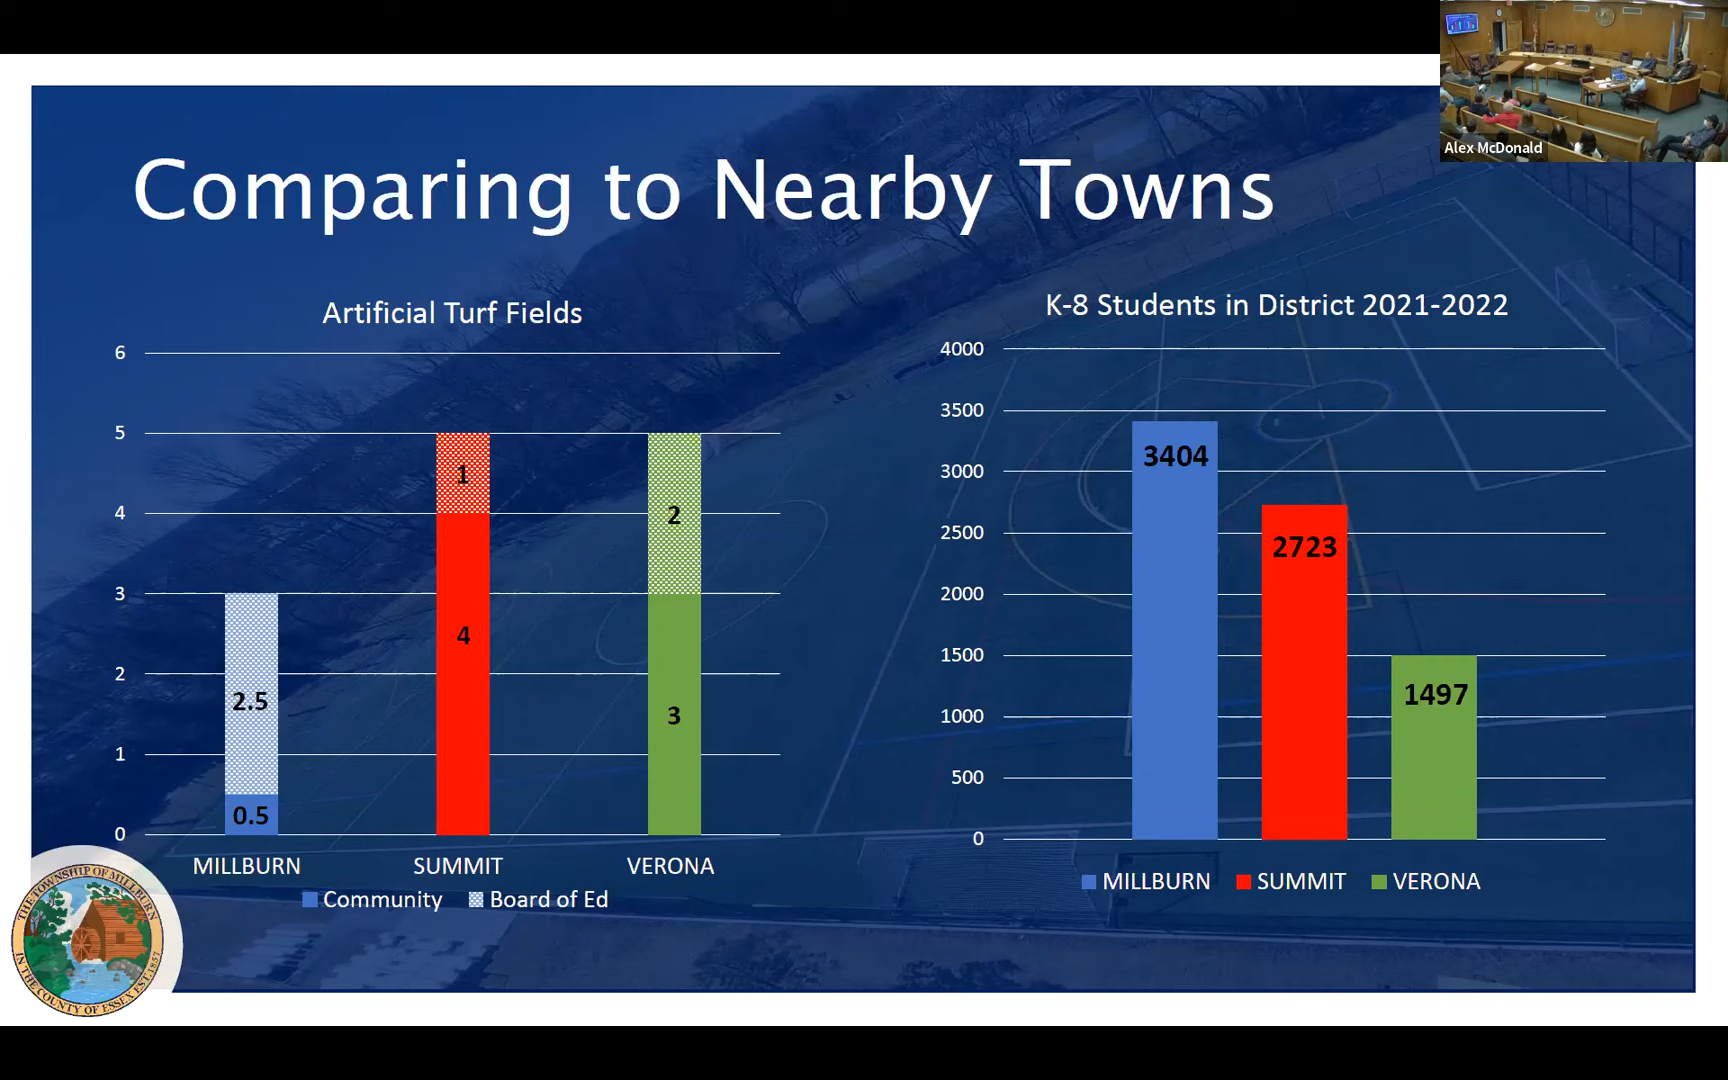 Alex McDonald
Comparing to Nearby Towns
Artificial Turf Fields
6
5
4
3
2
1
0
1
2
2.5
4
3
0.5
MILLBURN SUMMIT VERONA
Community Board of Ed
K-8 Students in District 2021-2022
4000
3500
3000
2500
2000
1500
1000
500
0
3404
2723
1497
MILLBURN SUMMIT VERONA
THE TOWNSHIP OF MILLBURN
IN THE COUNTY OF ESSEX EST. 1857